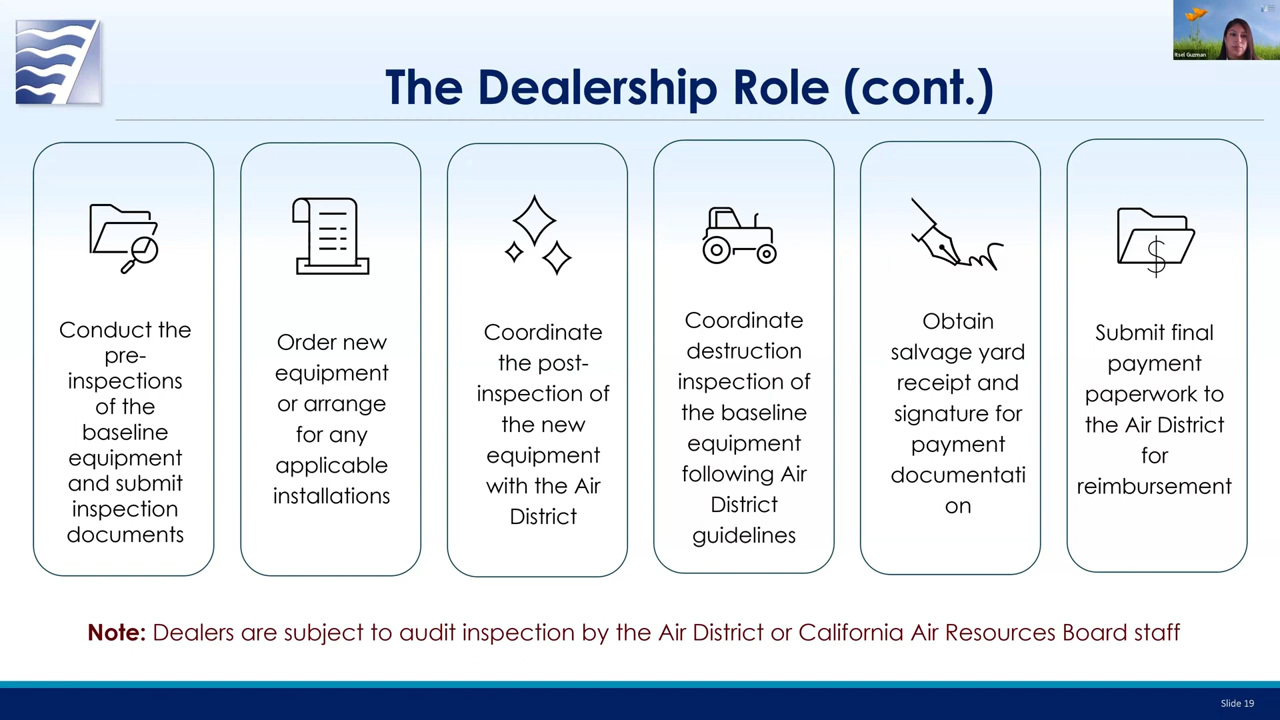 Itsel Guzman
The Dealership Role (cont.)
Conduct the
pre-
inspections
of the
baseline
equipment
and submit
inspection
documents
Order new
equipment
or arrange
for any
applicable
installations
Coordinate
the post-
inspection of
the new
equipment
with the Air
District
Coordinate
destruction
inspection of
the baseline
equipment
following Air
District
guidelines
Obtain
salvage yard
receipt and
signature for
payment
documentati
on
$
Submit final
payment
paperwork to
the Air District
for
reimbursement
Note: Dealers are subject to audit inspection by the Air District or California Air Resources Board staff
Slide 19